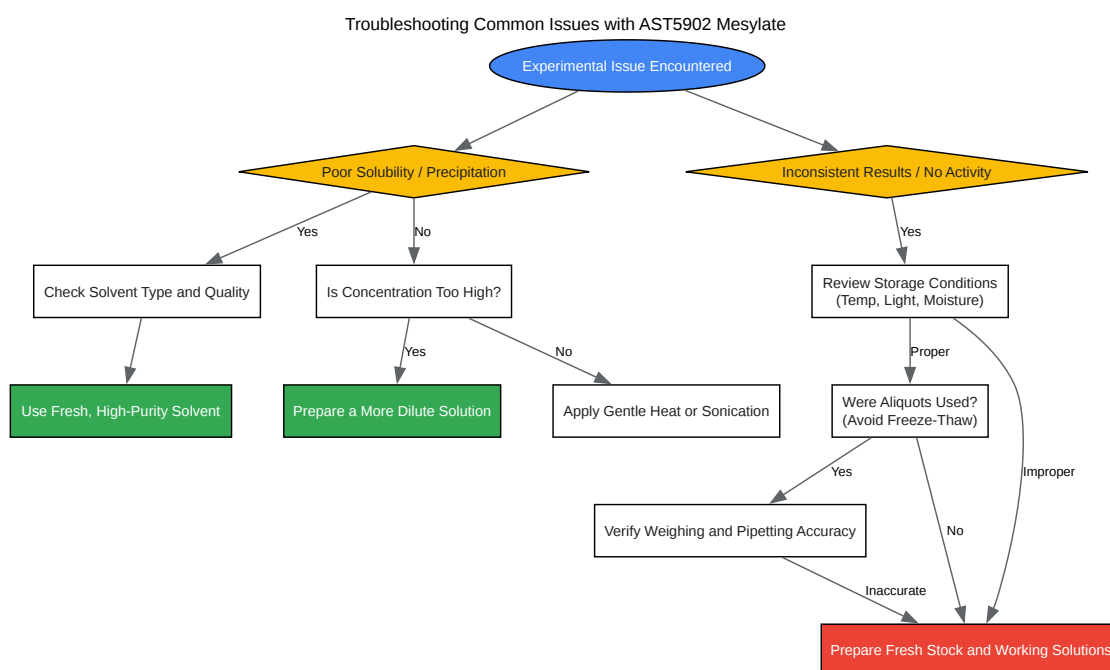 Troubleshooting Common Issues with AST5902 Mesylate
Experimental Issue Encountered
Poor Solubility / Precipitation
Inconsistent Results / No Activity
Yes
No
Yes
Check Solvent Type and Quality
Is Concentration Too High?
Review Storage Conditions
(Temp, Light, Moisture)
Yes
No
Proper
Use Fresh, High-Purity Solvent
Prepare a More Dilute Solution
Apply Gentle Heat or Sonication
Were Aliquots Used?
(Avoid Freeze-Thaw)
Yes
Improper
Verify Weighing and Pipetting Accuracy
No
Inaccurate
Prepare Fresh Stock and Working Solutions